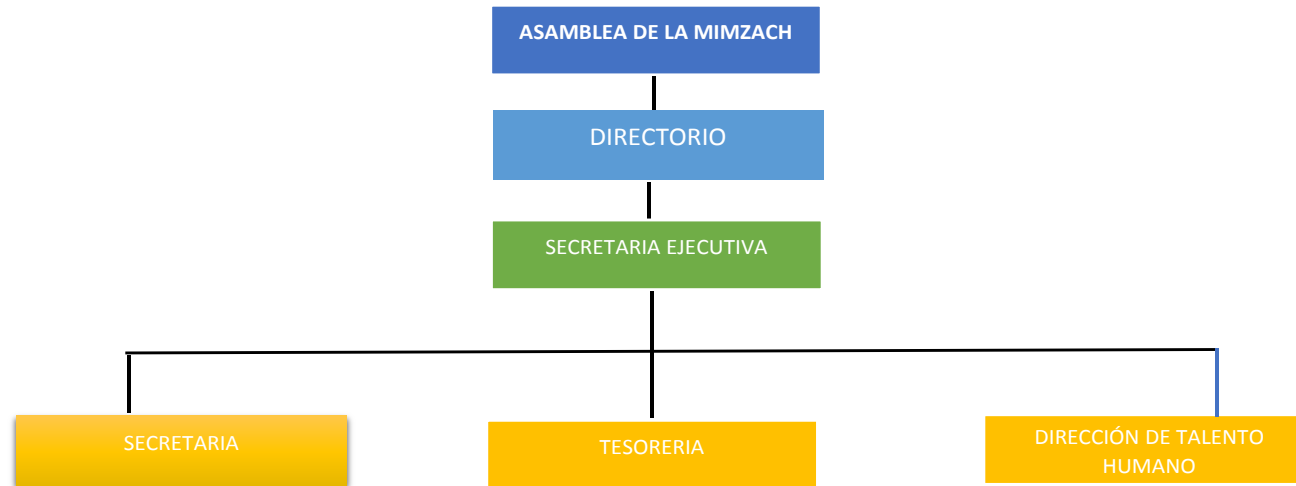 ASAMBLEA DE LA MIMZACH
DIRECTORIO
SECRETARIA EJECUTIVA
SECRETARIA
TESORERIA
DIRECCIÓN DE TALENTO
HUMANO